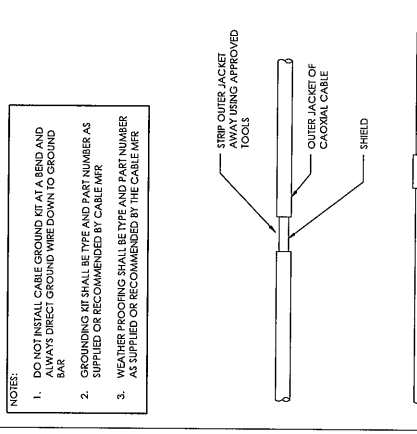 NOTES:
1. DO NOT INSTALL CABLE GROUND KIT AT A BEND AND
ALWAYS DIRECT GROUND WIRE DOWN TO GROUND
BAR
2. GROUNDING KIT SHALL BE TYPE AND PART NUMBER AS
SUPPLIED OR RECOMMENDED BY CABLE MFR
3. WEATHER PROOFING SHALL BE TYPE AND PART NUMBER
AS SUPPLIED OR RECOMMENDED BY THE CABLE MFR
STRIP OUTER JACKET
AWAY USING APPROVED
TOOLS
OUTER JACKET OF
CAOXIAL CABLE
SHIELD